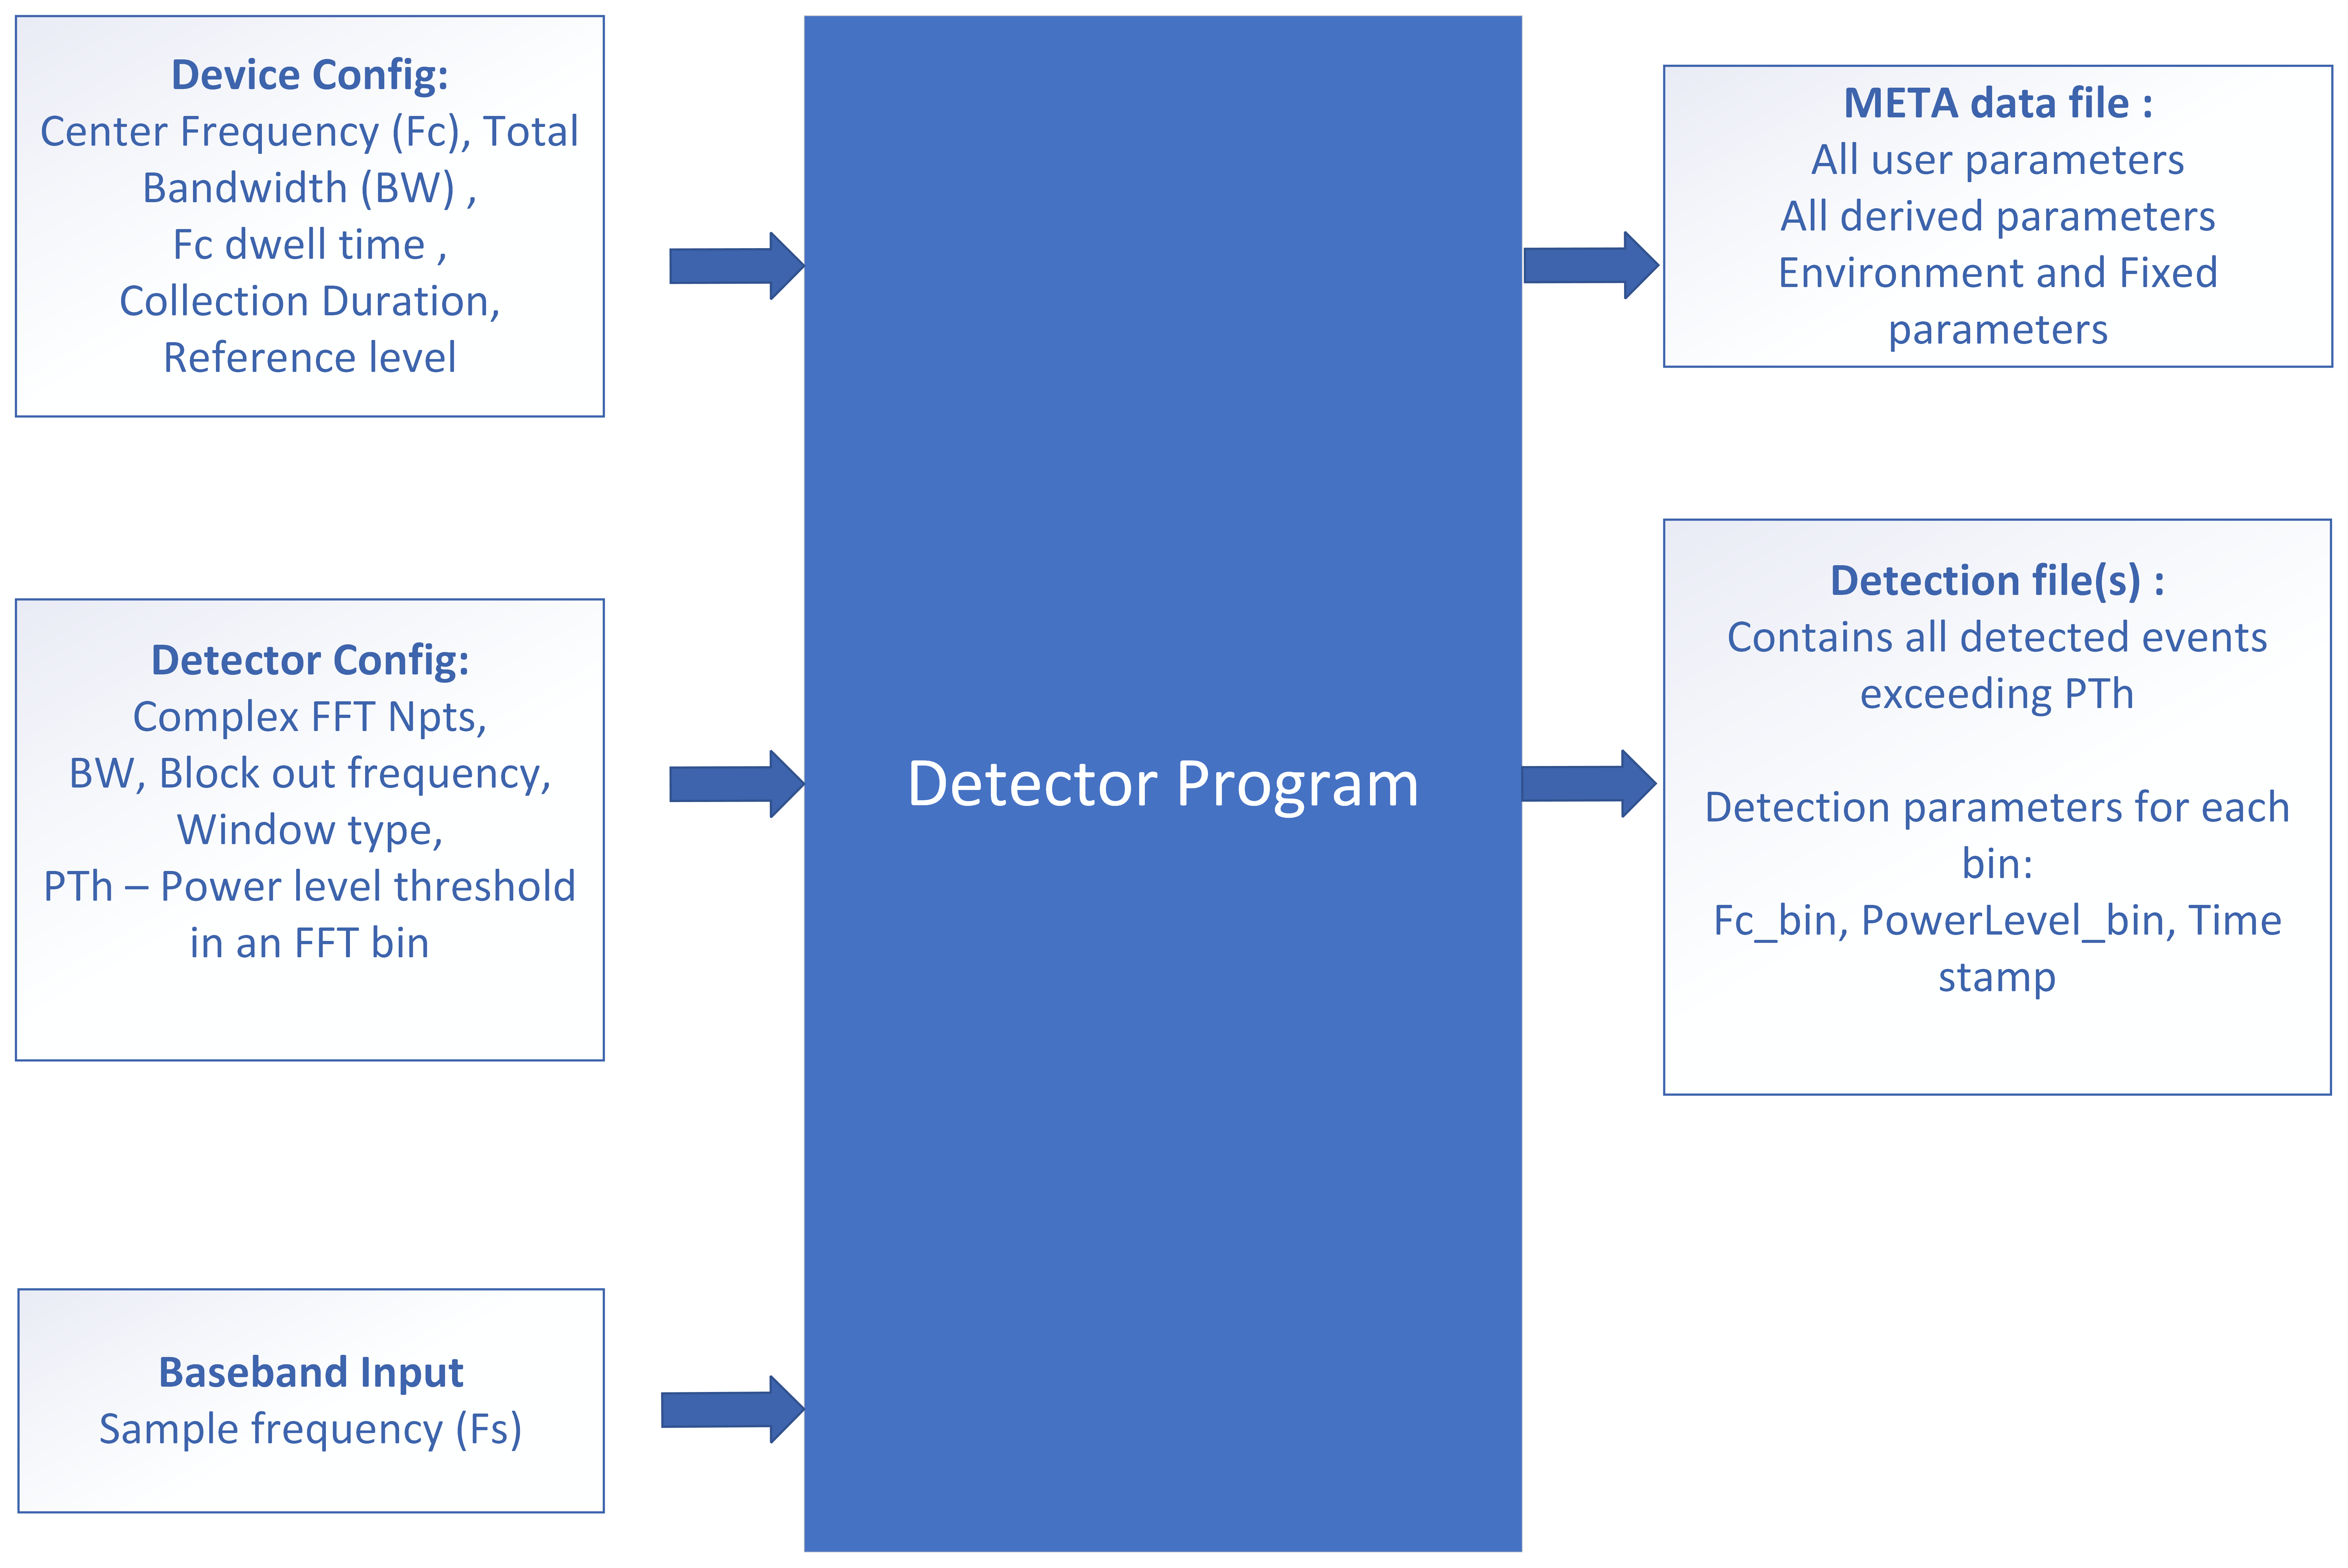 Device Config:
Center Frequency (Fc), Total
Bandwidth (BW) ,
Fc dwell time ,
Collection Duration,
Reference level
Detector Config:
Complex FFT Npts,
BW, Block out frequency,
Window type,
PTh – Power level threshold
in an FFT bin
Baseband Input
Sample frequency (Fs)
Detector Program
META data file :
All user parameters
All derived parameters
Environment and Fixed
parameters
Detection file(s) :
Contains all detected events
exceeding PTh
Detection parameters for each
bin:
Fc_bin, PowerLevel_bin, Time
stamp